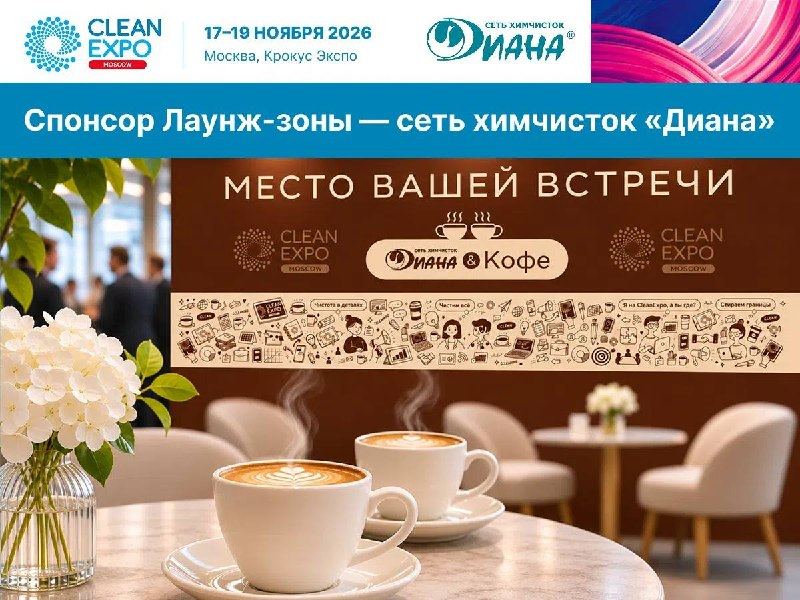 CLEAN
EXPO
MOSCOW
17–19 НОЯБРЯ 2026
Москва, Крокус Экспо
СЕТЬ ХИМЧИСТОК
ДИАНА®
Спонсор Лаунж-зоны — сеть химчисток «Диана»
МЕСТО ВАШЕЙ ВСТРЕЧИ
CLEAN
EXPO
MOSCOW
СЕТЬ ХИМЧИСТОК
ДИАНА & Кофе
CLEAN
EXPO
MOSCOW
Чистота в деталях
Чистим всё
Я на CleanExpo, а вы где?
Стираем границы